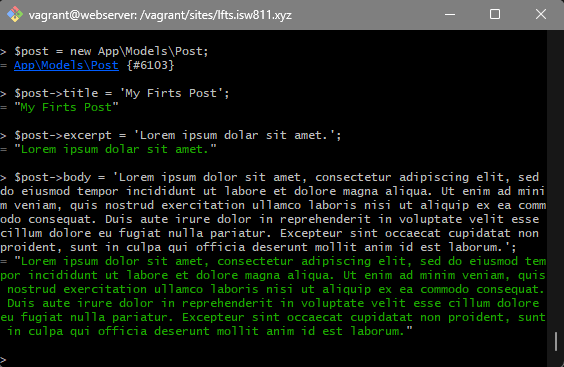 vagrant@webserver: /vagrant/sites/lfts.isw811.xyz
> $post = new App\Models\Post;
= App\Models\Post {#6103}
> $post->title = 'My Firts Post';
= "My Firts Post"
> $post->excerpt = 'Lorem ipsum dolar sit amet.';
= "Lorem ipsum dolar sit amet."
> $post->body = 'Lorem ipsum dolor sit amet, consectetur adipiscing elit, sed
do eiusmod tempor incididunt ut labore et dolore magna aliqua. Ut enim ad mini
m veniam, quis nostrud exercitation ullamco laboris nisi ut aliquip ex ea comm
odo consequat. Duis aute irure dolor in reprehenderit in voluptate velit esse
cillum dolore eu fugiat nulla pariatur. Excepteur sint occaecat cupidatat non
proident, sunt in culpa qui officia deserunt mollit anim id est laborum.';
= "Lorem ipsum dolor sit amet, consectetur adipiscing elit, sed do eiusmod tem
por incididunt ut labore et dolore magna aliqua. Ut enim ad minim veniam, quis
nostrud exercitation ullamco laboris nisi ut aliquip ex ea commodo consequat.
Duis aute irure dolor in reprehenderit in voluptate velit esse cillum dolore
eu fugiat nulla pariatur. Excepteur sint occaecat cupidatat non proident, sunt
in culpa qui officia deserunt mollit anim id est laborum."
>